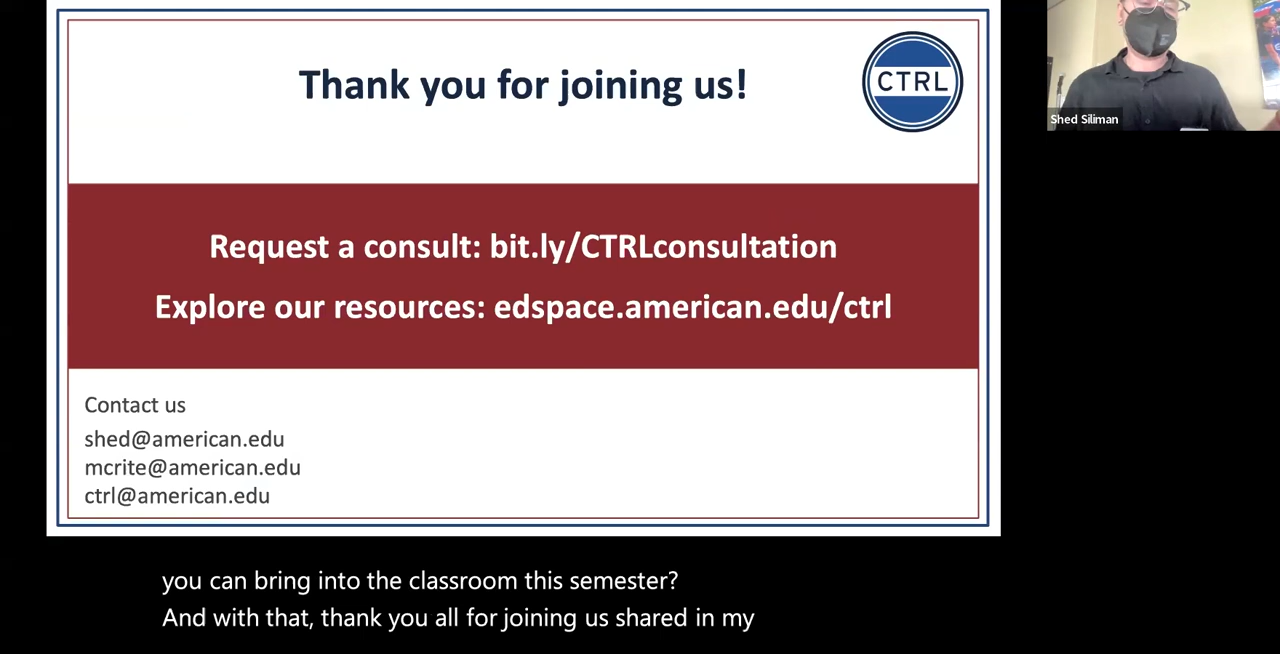 Thank you for joining us!
CTRL
Request a consult: bit.ly/CTRLconsultation
Explore our resources: edspace.american.edu/ctrl
Contact us
shed@american.edu
mcrite@american.edu
ctrl@american.edu
Shed Siliman
you can bring into the classroom this semester?
And with that, thank you all for joining us shared in my